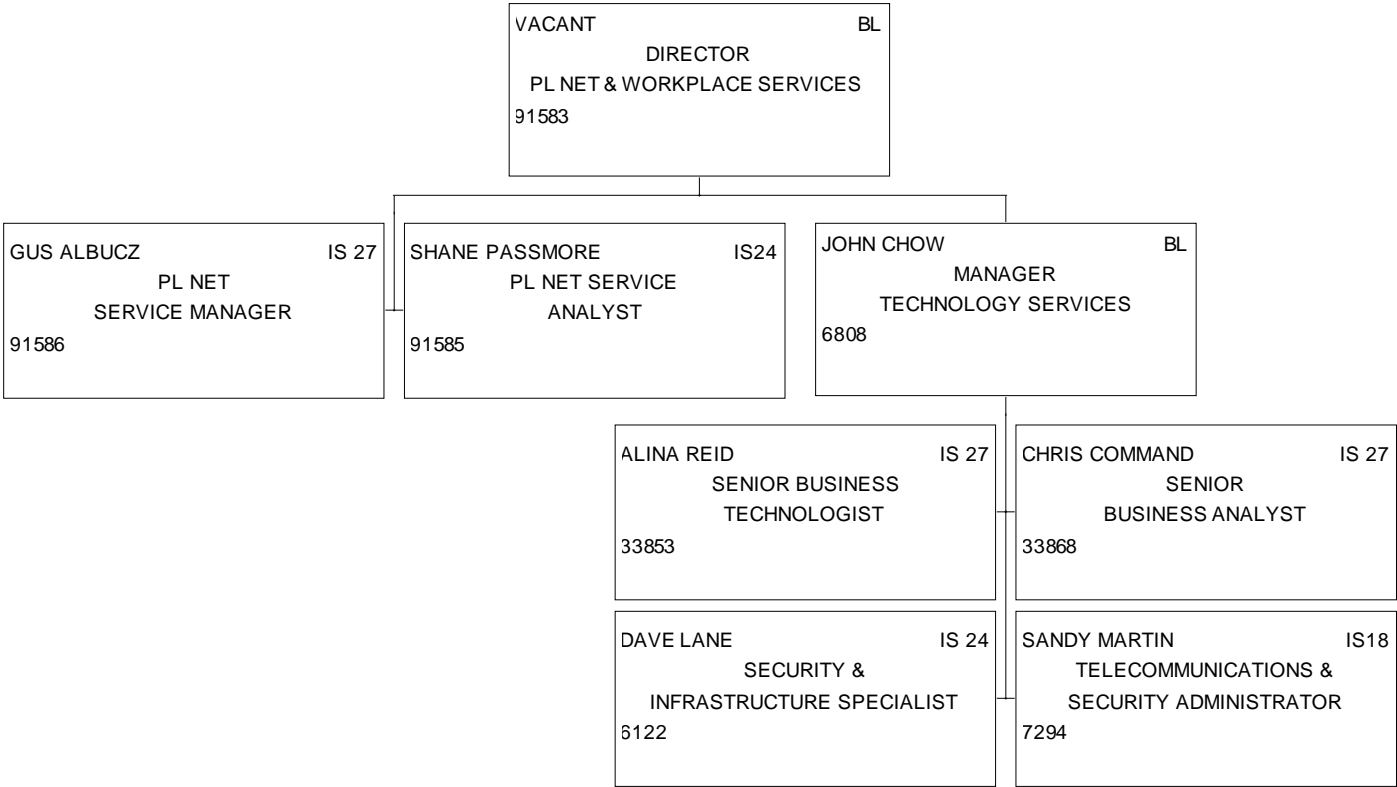 VACANT BL
DIRECTOR
PL NET & WORKPLACE SERVICES
91583
GUS ALBUCZ IS 27
PL NET
SERVICE MANAGER
91586
SHANE PASSMORE IS24
PL NET SERVICE
ANALYST
91585
JOHN CHOW BL
MANAGER
TECHNOLOGY SERVICES
6808
ALINA REID IS 27
SENIOR BUSINESS
TECHNOLOGIST
33853
CHRIS COMMAND IS 27
SENIOR
BUSINESS ANALYST
33868
DAVE LANE IS 24
SECURITY &
INFRASTRUCTURE SPECIALIST
6122
SANDY MARTIN IS18
TELECOMMUNICATIONS &
SECURITY ADMINISTRATOR
7294